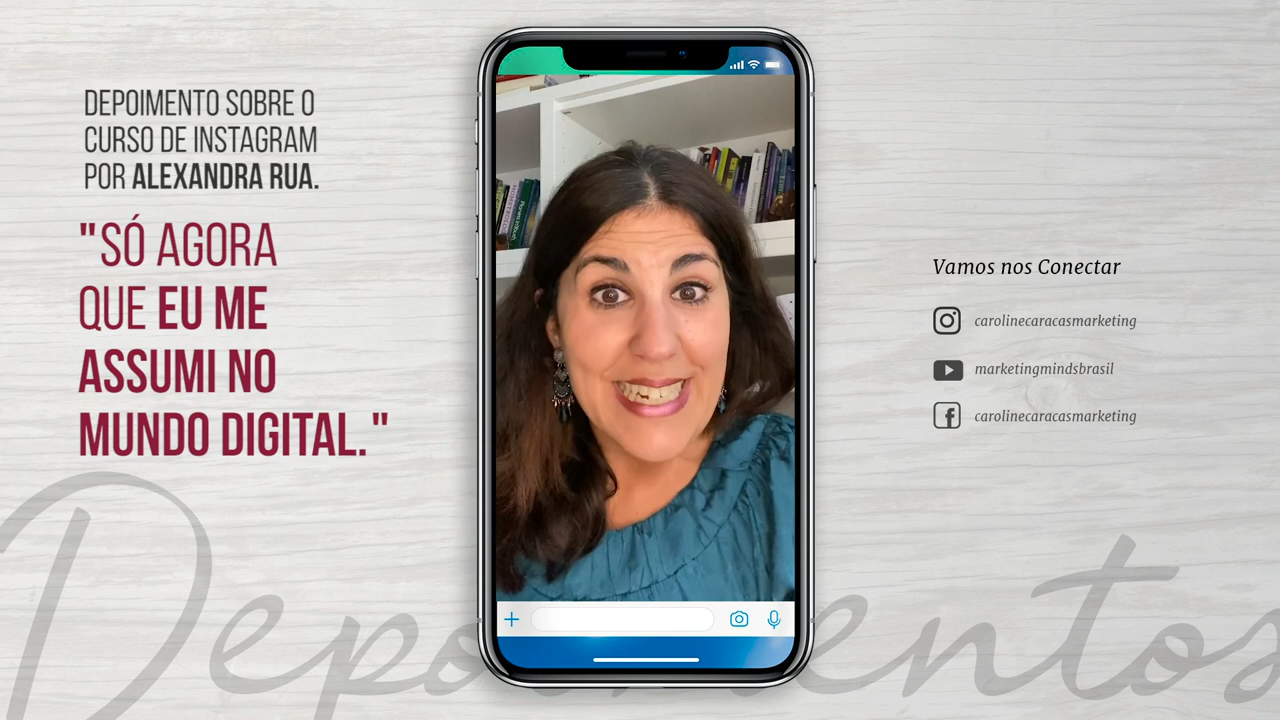 DEPOIMENTO SOBRE O
CURSO DE INSTAGRAM
POR ALEXANDRA RUA.
"SÓ AGORA
QUE EU ME
ASSUMI NO
MUNDO DIGITAL."
Vamos nos Conectar
carolinecaracasmarketing
marketingmindsbrasil
carolinecaracasmarketing
Depoimentos